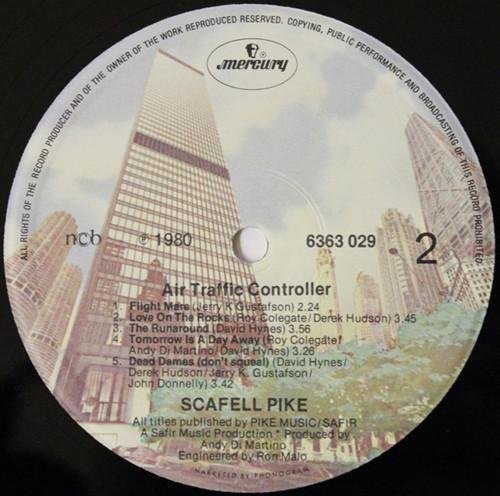 ALL RIGHTS OF THE RECORD PRODUCER AND OF THE OWNER OF THE WORK REPRODUCED RESERVED. COPYING, PUBLIC PERFORMANCE AND BROADCASTING OF THIS RECORD PROHIBITED.
mercury
ncb ℗ 1980 6363 029 2
Air Traffic Controller
1. Flight Mare (Jerry K Gustafson) 2.24
2. Love On The Rocks (Roy Colegate/Derek Hudson) 3.45
3. The Runaround (David Hynes) 3.56
4. Tomorrow Is A Day Away (Roy Colegate/
Andy Di Martino/David Hynes) 3.26
5. Dead Dames (don't squeal) (David Hynes/
Derek Hudson/Jerry K. Gustafson/
John Donnelly) 3.42
SCAFELL PIKE
All titles published by PIKE MUSIC/SAFIR
A Safir Music Production * Produced by
Andy Di Martino
Engineered by Ron Malo
MARKETED BY PHONOGRAM